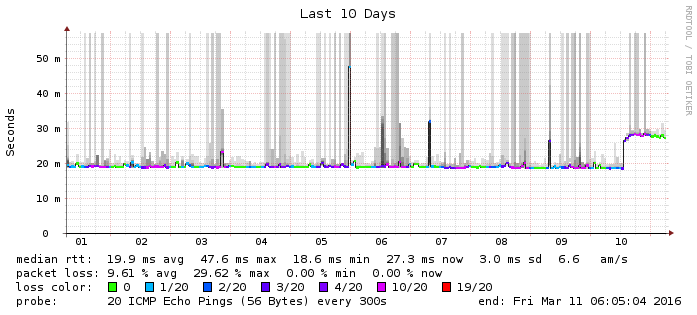 Last 10 Days
RRDTOOL / TOBI OETIKER
Seconds
50 m
40 m
30 m
20 m
10 m
0
01 02 03 04 05 06 07 08 09 10
median rtt: 19.9 ms avg 47.6 ms max 18.6 ms min 27.3 ms now 3.0 ms sd 6.6 am/s
packet loss: 9.61 % avg 29.62 % max 0.00 % min 0.00 % now
loss color: 0 1/20 2/20 3/20 4/20 10/20 19/20
probe: 20 ICMP Echo Pings (56 Bytes) every 300s end: Fri Mar 11 06:05:04 2016